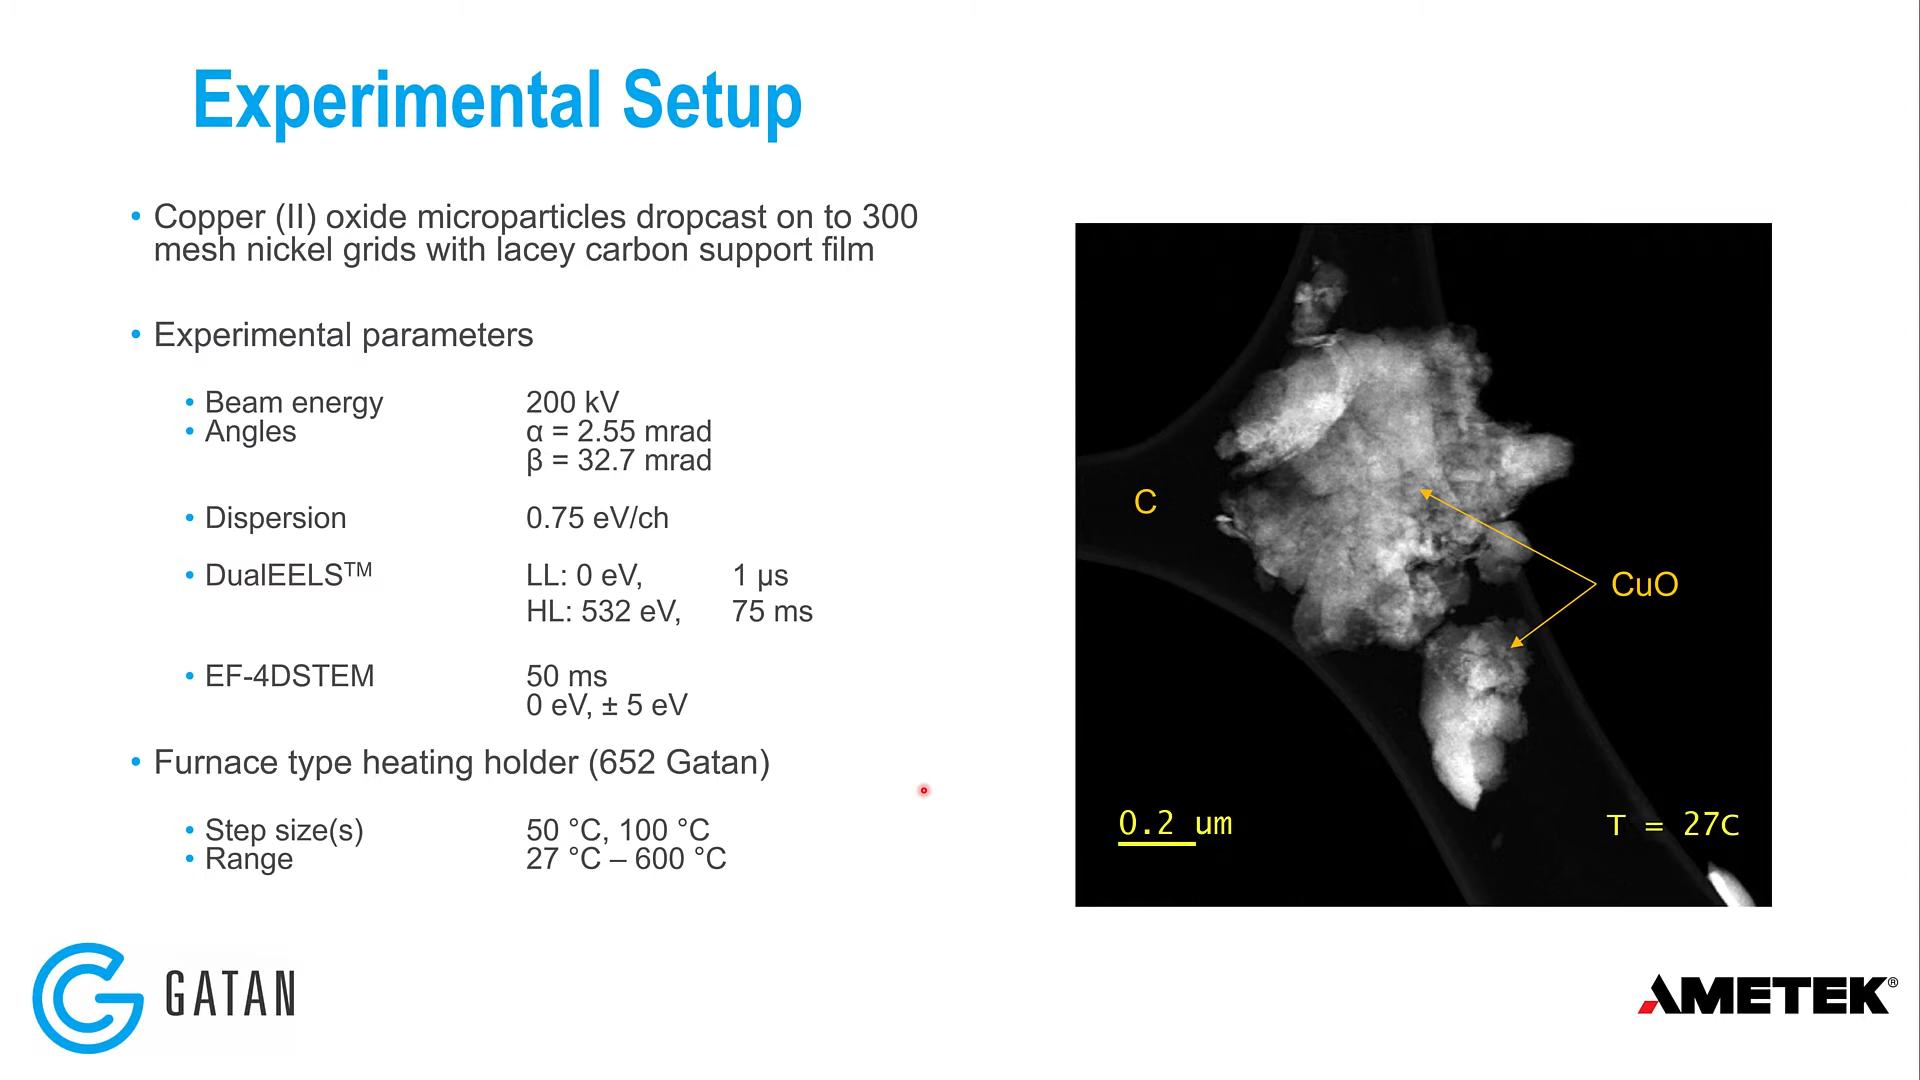 Experimental Setup
• Copper (II) oxide microparticles dropcast on to 300
mesh nickel grids with lacey carbon support film
• Experimental parameters
• Beam energy 200 kV
• Angles α = 2.55 mrad
β = 32.7 mrad
• Dispersion 0.75 eV/ch
• DualEELS™ LL: 0 eV, 1 μs
HL: 532 eV, 75 ms
• EF-4DSTEM 50 ms
0 eV, ± 5 eV
• Furnace type heating holder (652 Gatan)
• Step size(s) 50 °C, 100 °C
• Range 27 °C – 600 °C
C
CuO
0.2 um
T = 27C
GATAN
AMETEK®